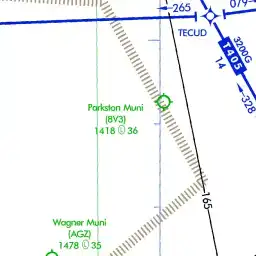 265
079
TECUD
3200G
T405
14
328
Parkston Muni
(8V3)
1418 Ⓛ 36
165
Wagner Muni
(AGZ)
1478 Ⓛ 35